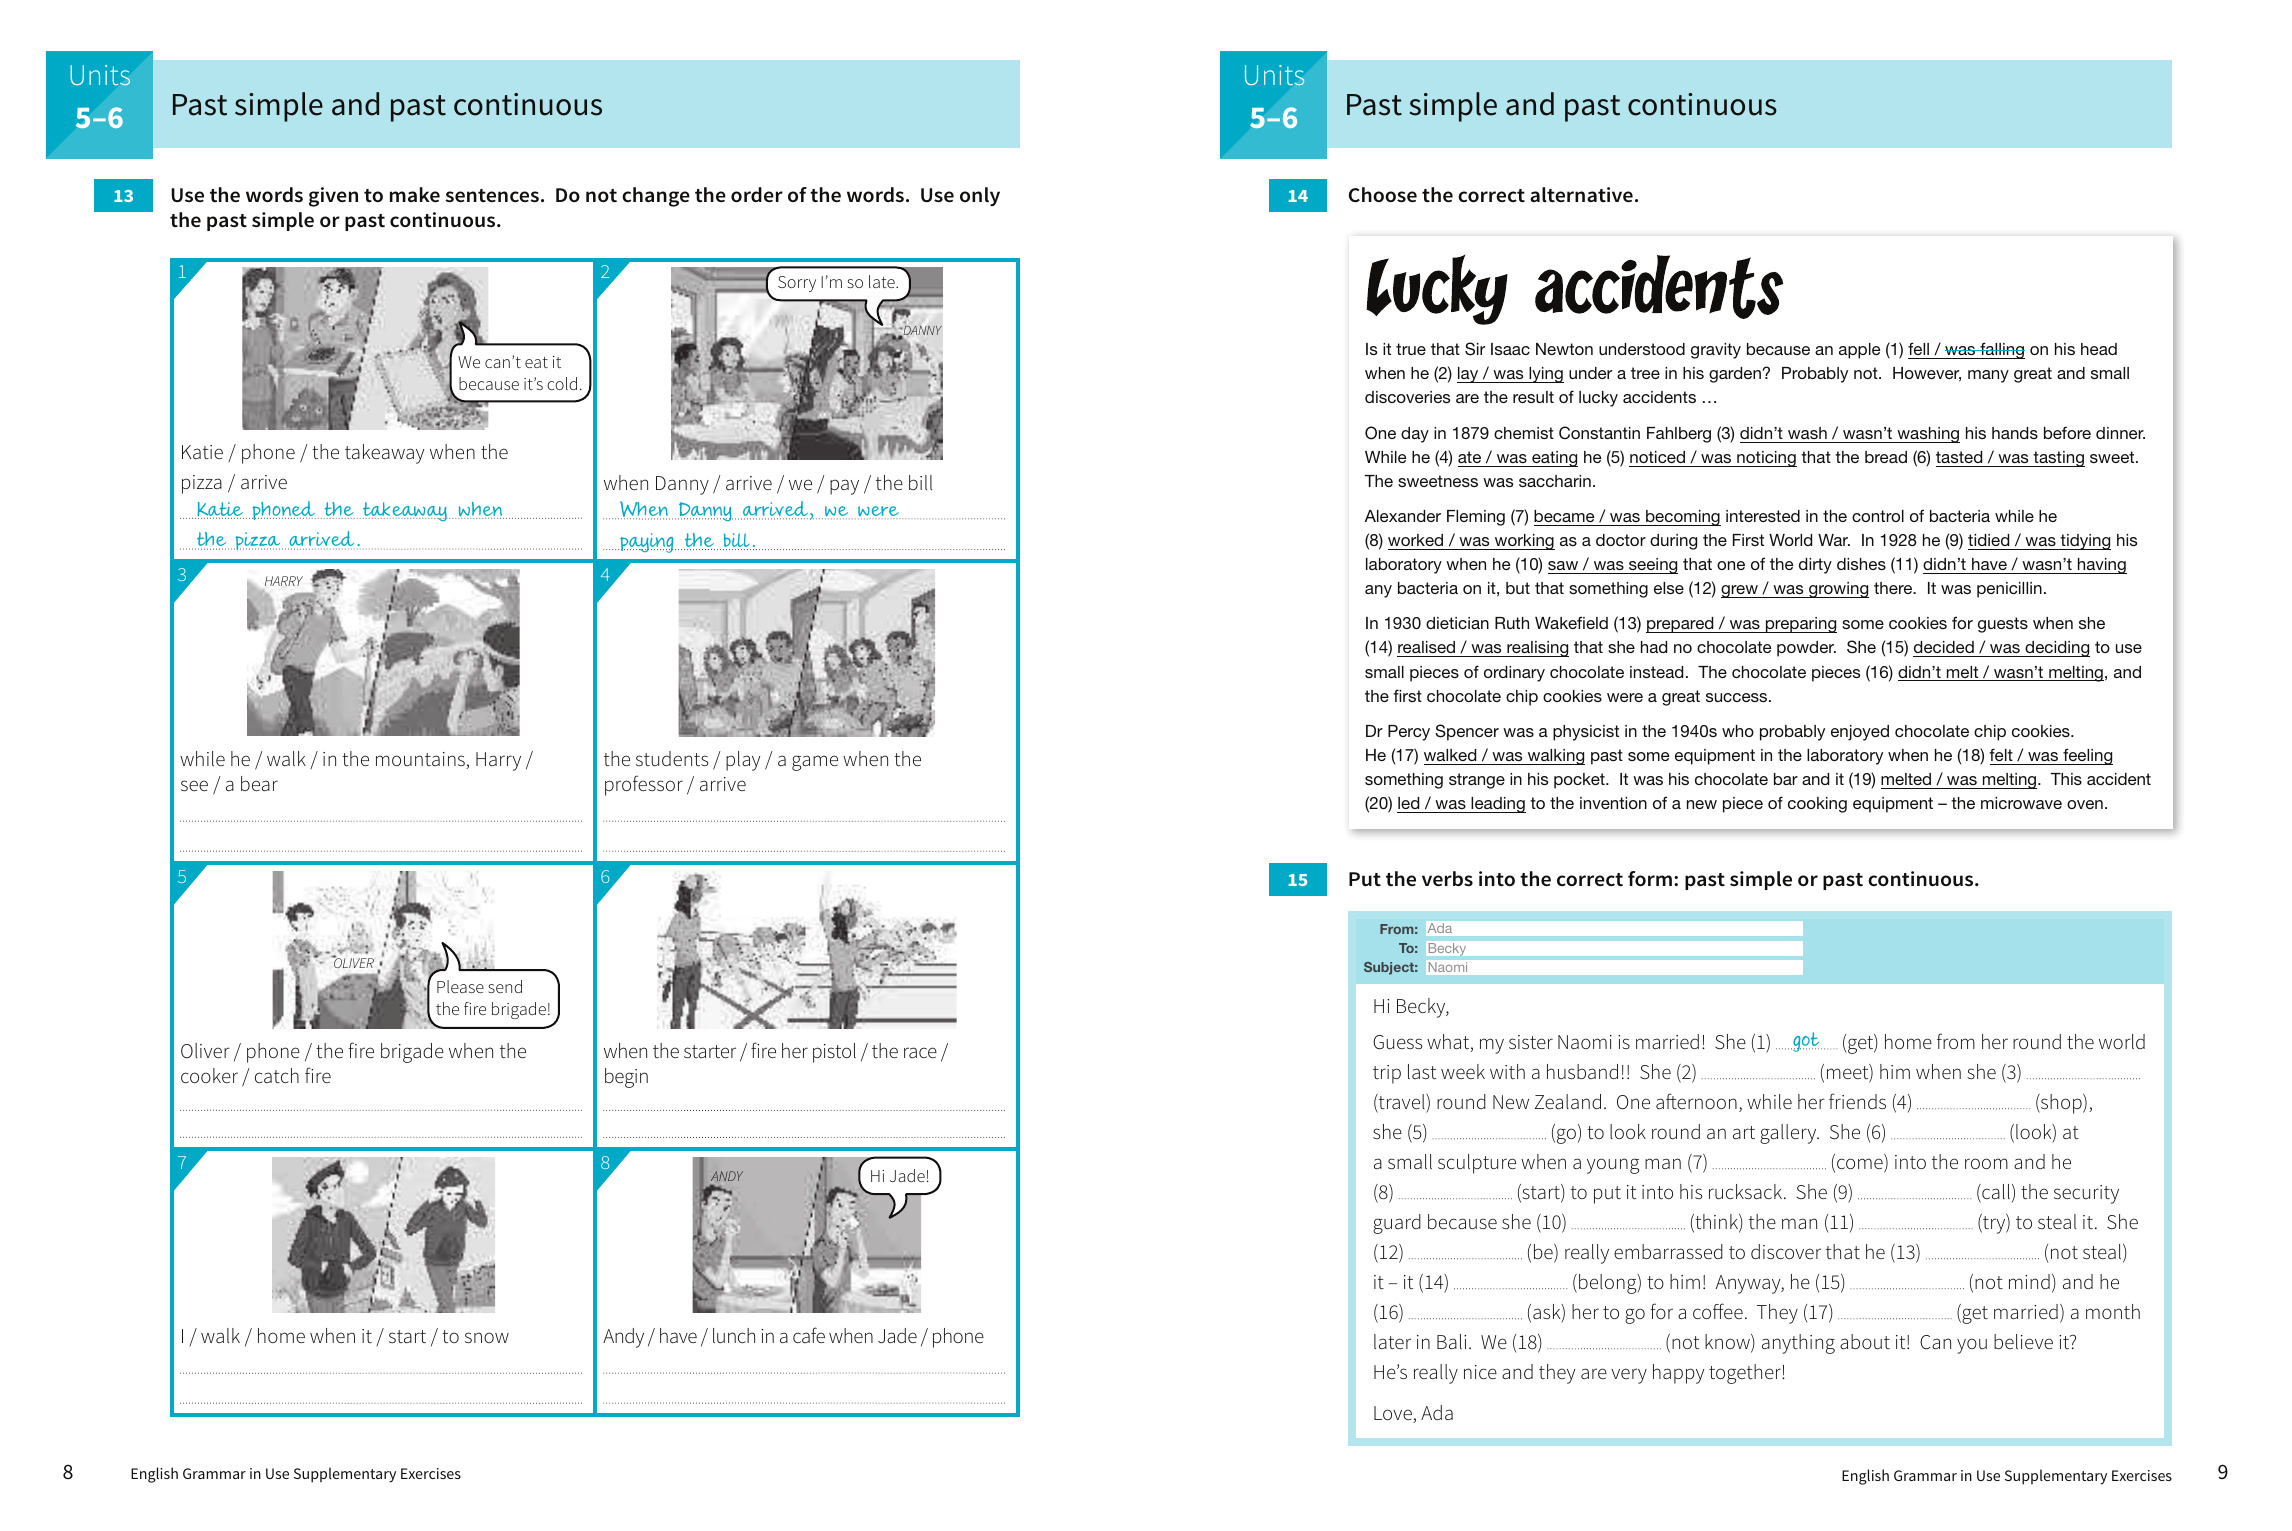 Units
5–6
Past simple and past continuous
13
Use the words given to make sentences.  Do not change the order of the words.  Use only
the past simple or past continuous.
1
We can't eat it
because it's cold.
Katie / phone / the takeaway when the
pizza / arrive
Katie phoned the takeaway when
the pizza arrived.
2
Sorry I'm so late.
DANNY
when Danny / arrive / we / pay / the bill
When Danny arrived, we were
paying the bill.
3
HARRY
while he / walk / in the mountains, Harry /
see / a bear
4
the students / play / a game when the
professor / arrive
5
OLIVER
Please send
the fire brigade!
Oliver / phone / the fire brigade when the
cooker / catch fire
6
when the starter / fire her pistol / the race /
begin
7
I / walk / home when it / start / to snow
8
ANDY
Hi Jade!
Andy / have / lunch in a cafe when Jade / phone
8
English Grammar in Use Supplementary Exercises
Units
5–6
Past simple and past continuous
14
Choose the correct alternative.
Lucky accidents
Is it true that Sir Isaac Newton understood gravity because an apple (1) fell / was falling on his head
when he (2) lay / was lying under a tree in his garden?  Probably not.  However, many great and small
discoveries are the result of lucky accidents …
One day in 1879 chemist Constantin Fahlberg (3) didn't wash / wasn't washing his hands before dinner.
While he (4) ate / was eating he (5) noticed / was noticing that the bread (6) tasted / was tasting sweet.
The sweetness was saccharin.
Alexander Fleming (7) became / was becoming interested in the control of bacteria while he
(8) worked / was working as a doctor during the First World War.  In 1928 he (9) tidied / was tidying his
laboratory when he (10) saw / was seeing that one of the dirty dishes (11) didn't have / wasn't having
any bacteria on it, but that something else (12) grew / was growing there.  It was penicillin.
In 1930 dietician Ruth Wakefield (13) prepared / was preparing some cookies for guests when she
(14) realised / was realising that she had no chocolate powder.  She (15) decided / was deciding to use
small pieces of ordinary chocolate instead.  The chocolate pieces (16) didn't melt / wasn't melting, and
the first chocolate chip cookies were a great success.
Dr Percy Spencer was a physicist in the 1940s who probably enjoyed chocolate chip cookies.
He (17) walked / was walking past some equipment in the laboratory when he (18) felt / was feeling
something strange in his pocket.  It was his chocolate bar and it (19) melted / was melting.  This accident
(20) led / was leading to the invention of a new piece of cooking equipment – the microwave oven.
15
Put the verbs into the correct form: past simple or past continuous.
From: Ada
To: Becky
Subject: Naomi
Hi Becky,
Guess what, my sister Naomi is married!  She (1) got (get) home from her round the world
trip last week with a husband!!  She (2) .......... (meet) him when she (3) ..........
(travel) round New Zealand.  One afternoon, while her friends (4) .......... (shop),
she (5) .......... (go) to look round an art gallery.  She (6) .......... (look) at
a small sculpture when a young man (7) .......... (come) into the room and he
(8) .......... (start) to put it into his rucksack.  She (9) .......... (call) the security
guard because she (10) .......... (think) the man (11) .......... (try) to steal it.  She
(12) .......... (be) really embarrassed to discover that he (13) .......... (not steal)
it – it (14) .......... (belong) to him!  Anyway, he (15) .......... (not mind) and he
(16) .......... (ask) her to go for a coffee.  They (17) .......... (get married) a month
later in Bali.  We (18) .......... (not know) anything about it!  Can you believe it?
He's really nice and they are very happy together!
Love, Ada
English Grammar in Use Supplementary Exercises
9